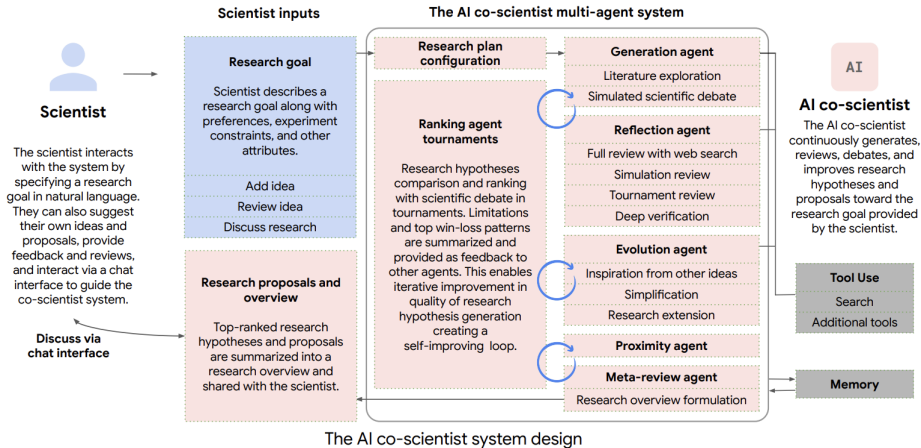 Scientist inputs
The AI co-scientist multi-agent system
Scientist
The scientist interacts
with the system by
specifying a research
goal in natural language.
They can also suggest
their own ideas and
proposals, provide
feedback and reviews,
and interact via a chat
interface to guide the
co-scientist system.
Discuss via
chat interface
Research goal
Scientist describes a
research goal along with
preferences, experiment
constraints, and other
attributes.
Add idea
Review idea
Discuss research
Research proposals and
overview
Top-ranked research
hypotheses and proposals
are summarized into a
research overview and
shared with the scientist.
Research plan
configuration
Ranking agent
tournaments
Research hypotheses
comparison and ranking
with scientific debate in
tournaments. Limitations
and top win-loss patterns
are summarized and
provided as feedback to
other agents. This enables
iterative improvement in
quality of research
hypothesis generation
creating a
self-improving loop.
Generation agent
Literature exploration
Simulated scientific debate
Reflection agent
Full review with web search
Simulation review
Tournament review
Deep verification
Evolution agent
Inspiration from other ideas
Simplification
Research extension
Proximity agent
Meta-review agent
Research overview formulation
AI
AI co-scientist
The AI co-scientist
continuously generates,
reviews, debates, and
improves research
hypotheses and
proposals toward the
research goal provided
by the scientist.
Tool Use
Search
Additional tools
Memory
The AI co-scientist system design